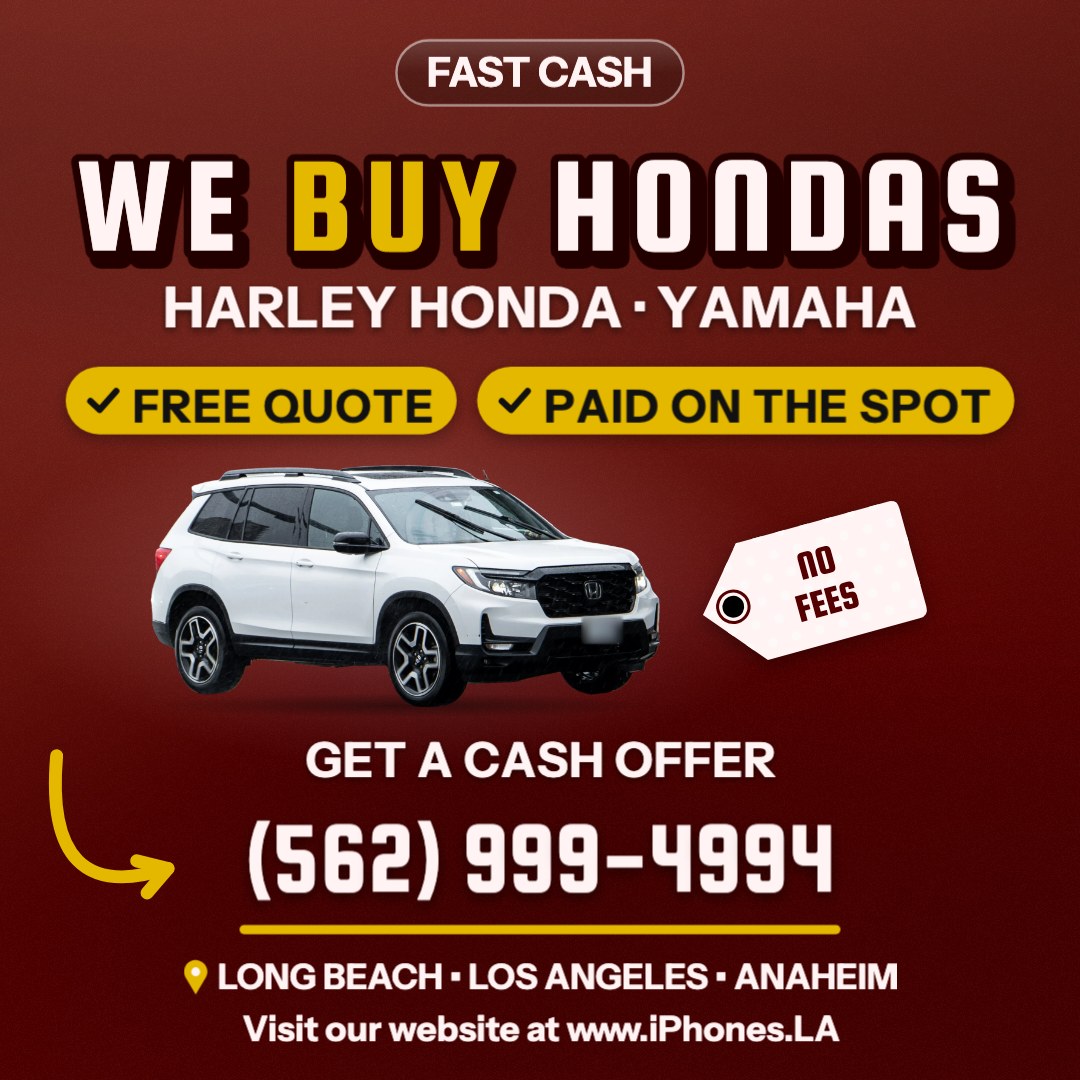 FAST CASH
WE BUY HONDAS
HARLEY HONDA · YAMAHA
✓ FREE QUOTE
✓ PAID ON THE SPOT
NO
FEES
GET A CASH OFFER
(562) 999-4994
LONG BEACH · LOS ANGELES · ANAHEIM
Visit our website at www.iPhones.LA